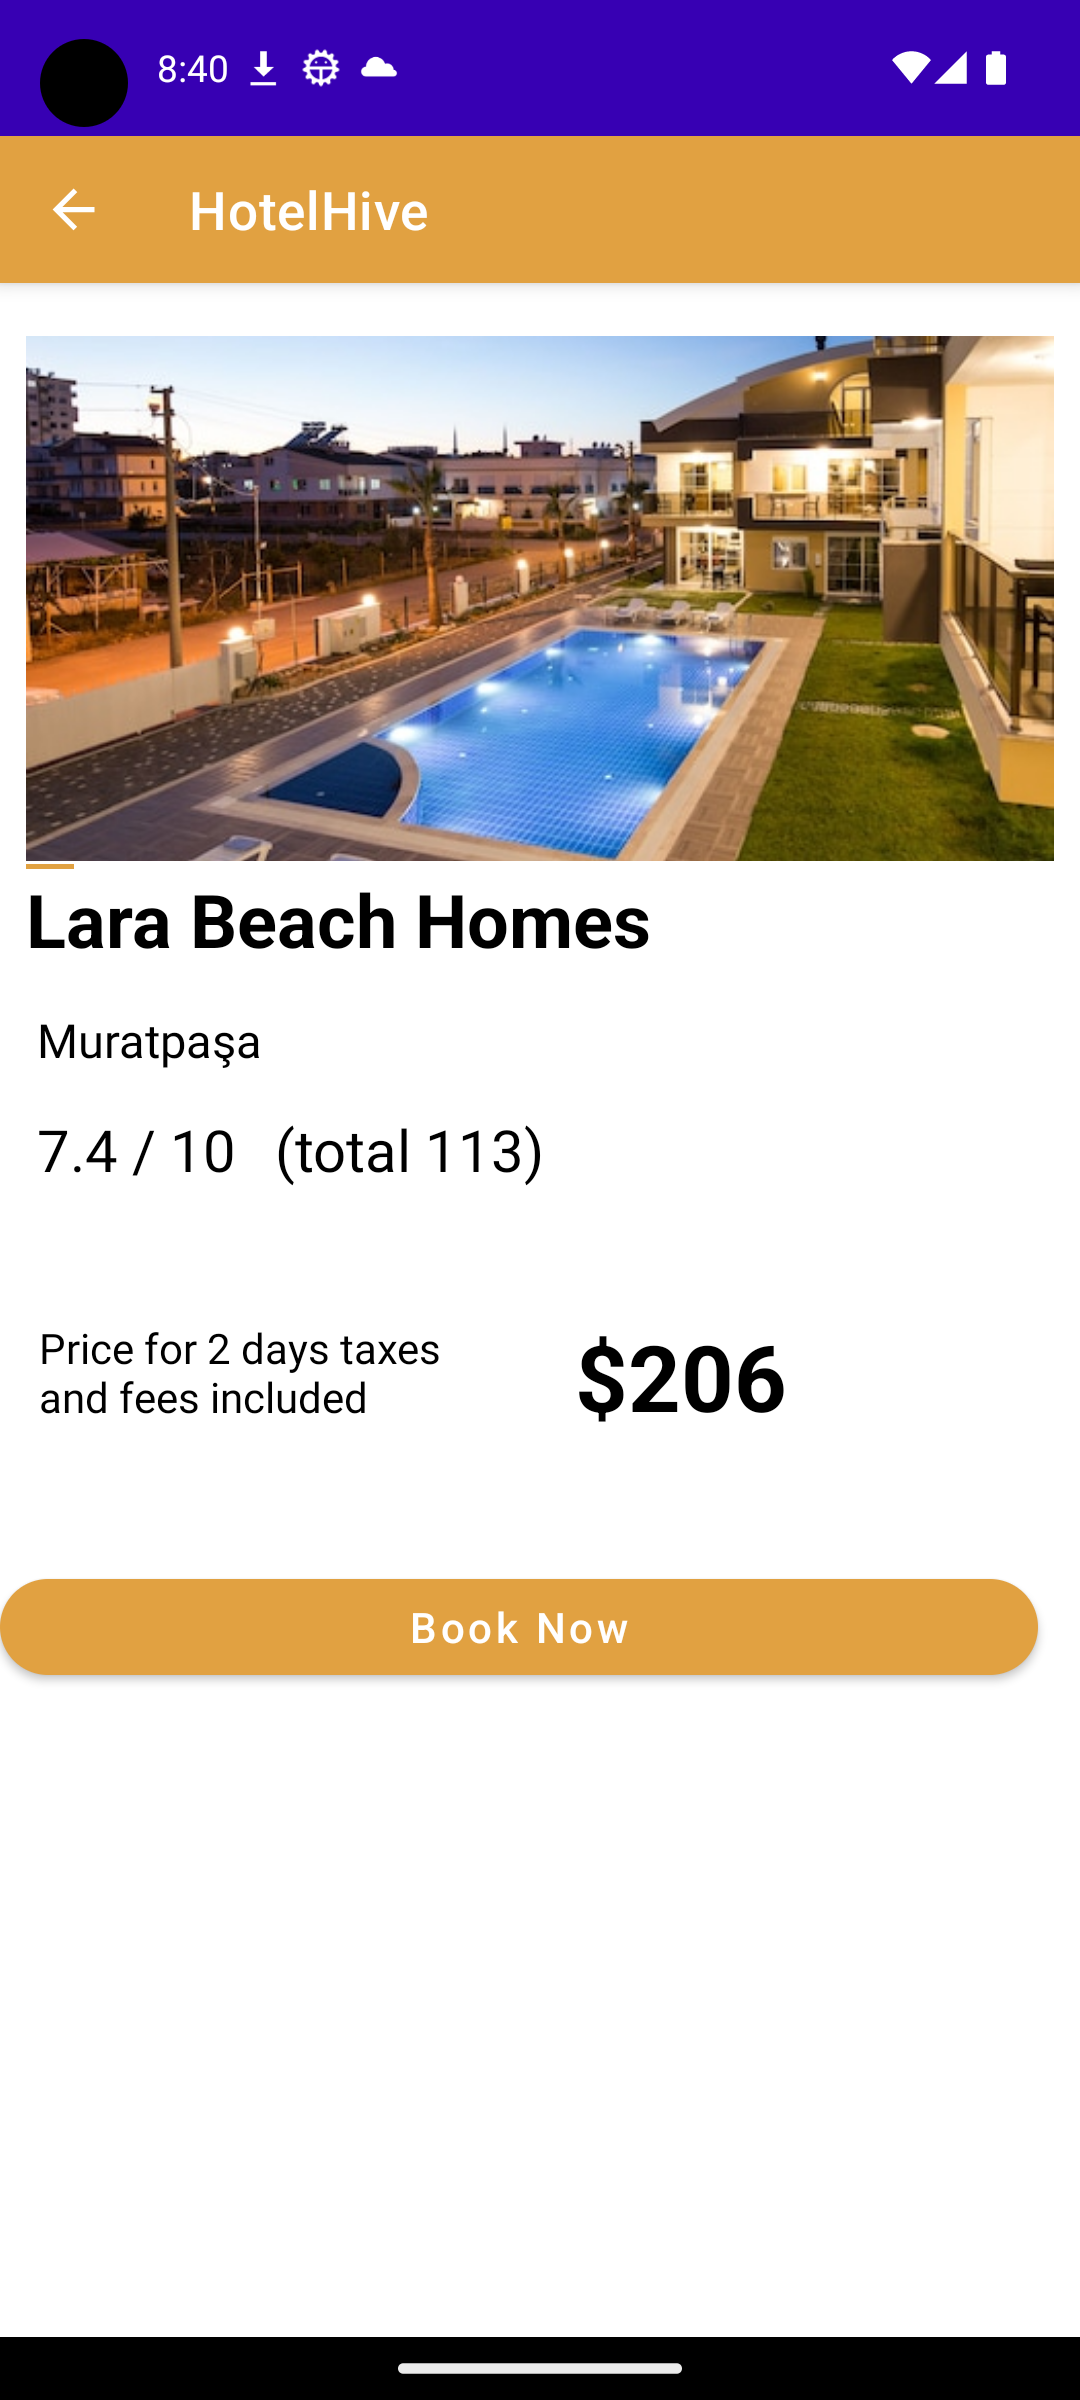 8:40
HotelHive
Lara Beach Homes
Muratpaşa
7.4 / 10 (total 113)
Price for 2 days taxes
and fees included
$206
Book Now